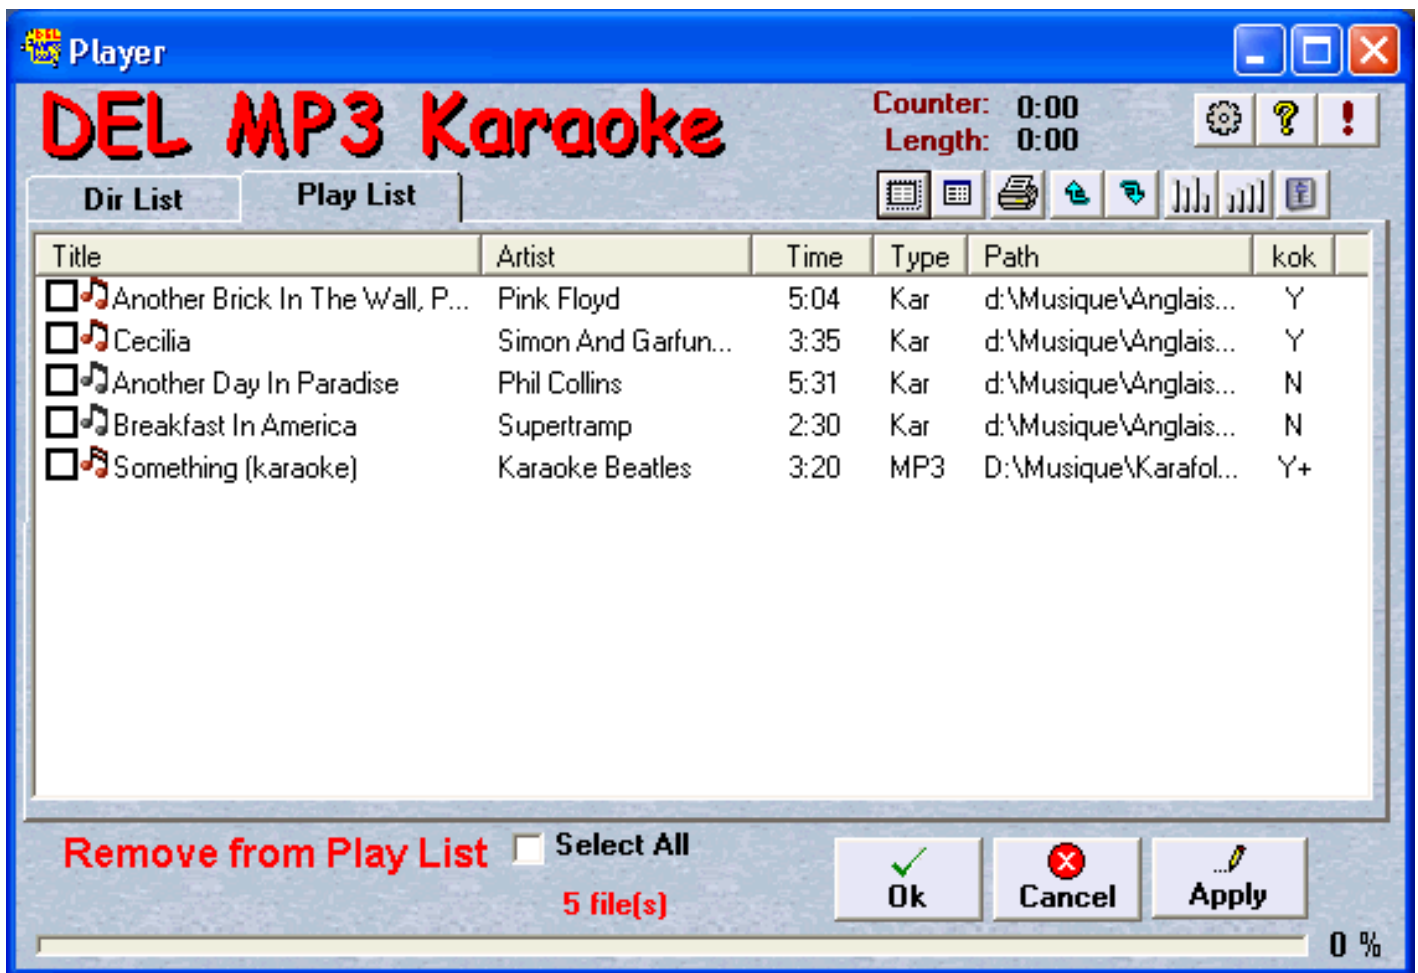 Player
DEL MP3 Karaoke
Counter: 0:00
Length: 0:00
Dir List Play List
Title Artist Time Type Path kok
Another Brick In The Wall, P... Pink Floyd 5:04 Kar d:\Musique\Anglais... Y
Cecilia Simon And Garfun... 3:35 Kar d:\Musique\Anglais... Y
Another Day In Paradise Phil Collins 5:31 Kar d:\Musique\Anglais... N
Breakfast In America Supertramp 2:30 Kar d:\Musique\Anglais... N
Something (karaoke) Karaoke Beatles 3:20 MP3 D:\Musique\Karafol... Y+
Remove from Play List Select All
5 file(s)
Ok Cancel Apply
0 %